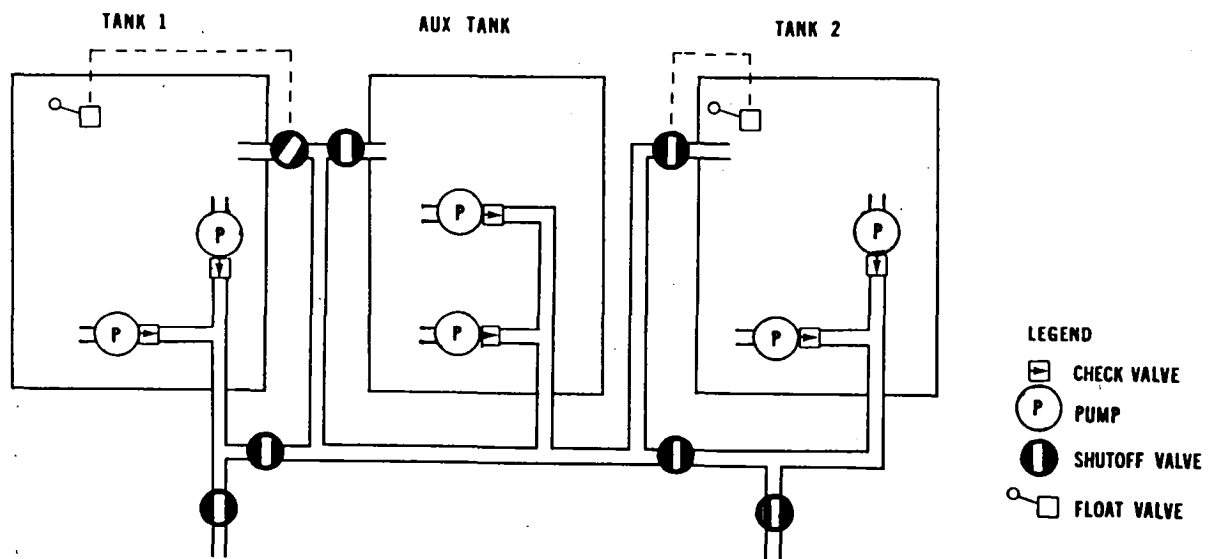 TANK 1
AUX TANK
TANK 2
P
P
P
P
P
P
LEGEND
CHECK VALVE
P PUMP
SHUTOFF VALVE
FLOAT VALVE